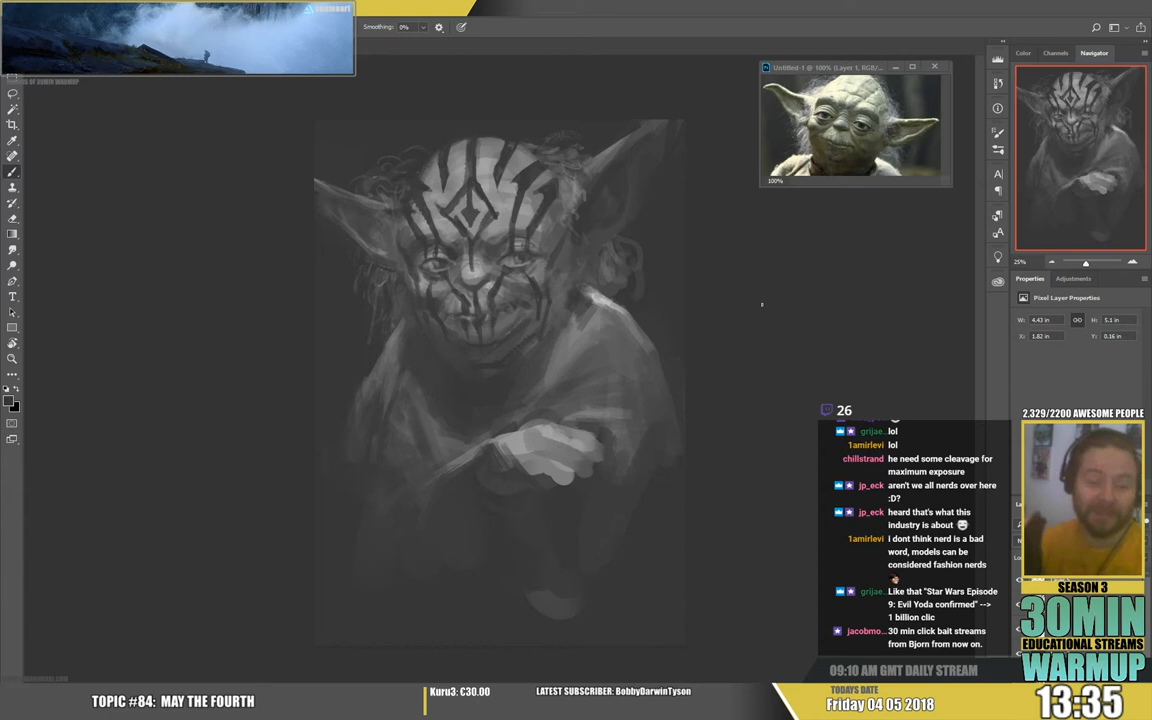 Smoothing: 0%
OF 30MIN WARMUP
Color Channels Navigator
Untitled-1 @ 100% (Layer 1, RGB/...
100%
25%
Properties Adjustments
Pixel Layer Properties
W: 4.43 in H: 5.1 in
X: 1.82 in Y: 0.16 in
26
2.329/2200 AWESOME PEOPLE
grijae... lol
1amirlevi lol
chillstrand he need some cleavage for
maximum exposure
jp_eck aren't we all nerds over here
:D?
jp_eck heard that's what this
industry is about
1amirlevi i dont think nerd is a bad
word, models can be
considered fashion nerds
grijae... Like that "Star Wars Episode
9: Evil Yoda confirmed" -->
1 billion clic
jacobmo... 30 min click bait streams
from Bjorn from now on.
SEASON 3
30MIN
EDUCATIONAL STREAMS
WARMUP
09:10 AM GMT DAILY STREAM
TOPIC #84: MAY THE FOURTH
Kuru3: €30.00
LATEST SUBSCRIBER: BobbyDarwinTyson
TODAYS DATE
Friday 04 05 2018
13:35